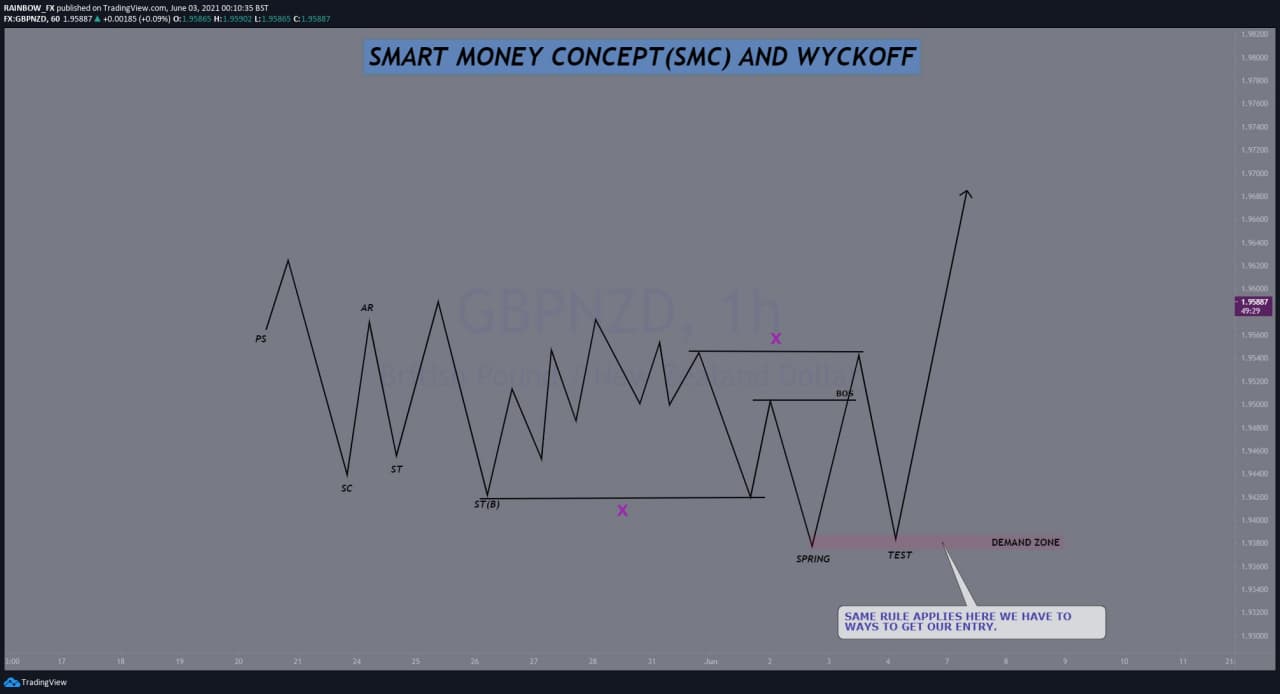 RAINBOW_FX published on TradingView.com, June 03, 2021 00:10:35 BST
FX:GBPNZD, 60 1.95887 ▲ +0.00185 (+0.09%) O:1.95865 H:1.95902 L:1.95865 C:1.95887
SMART MONEY CONCEPT(SMC) AND WYCKOFF
1.98200
1.98000
1.97800
1.97600
1.97400
1.97200
1.97000
1.96800
1.96600
1.96400
1.96200
1.96000
1.95887
49:29
1.95600
1.95400
1.95200
1.95000
1.94800
1.94600
1.94400
1.94200
1.94000
1.93800
1.93600
1.93400
1.93200
1.93000
GBPNZD, 1h
British Pound / New Zealand Dollar
PS
AR
SC
ST
ST(B)
X
X
BOS
SPRING
TEST
DEMAND ZONE
SAME RULE APPLIES HERE WE HAVE TO
WAYS TO GET OUR ENTRY.
17 18 19 20 21 24 25 26 27 28 31 Jun 2 3 4 7 8 9 10 11
TradingView